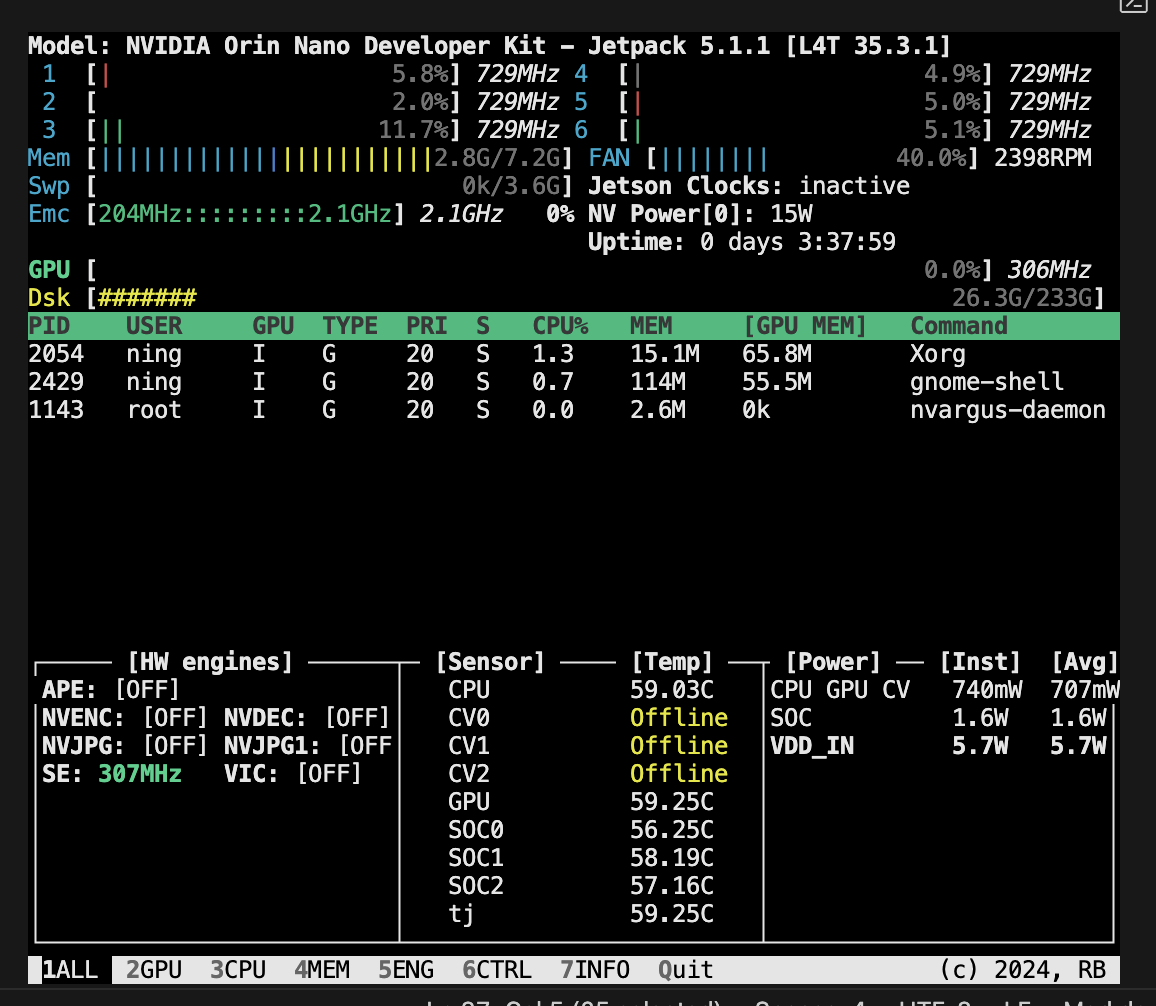 Model: NVIDIA Orin Nano Developer Kit - Jetpack 5.1.1 [L4T 35.3.1]
1 [| 5.8%] 729MHz 4 [| 4.9%] 729MHz
2 [ 2.0%] 729MHz 5 [| 5.0%] 729MHz
3 [|| 11.7%] 729MHz 6 [| 5.1%] 729MHz
Mem [||||||||||||||||||||||||2.8G/7.2G] FAN [|||||||| 40.0%] 2398RPM
Swp [ 0k/3.6G] Jetson Clocks: inactive
Emc [204MHz:::::::::2.1GHz] 2.1GHz 0% NV Power[0]: 15W
Uptime: 0 days 3:37:59
GPU [ 0.0%] 306MHz
Dsk [####### 26.3G/233G]
PID USER GPU TYPE PRI S CPU% MEM [GPU MEM] Command
2054 ning I G 20 S 1.3 15.1M 65.8M Xorg
2429 ning I G 20 S 0.7 114M 55.5M gnome-shell
1143 root I G 20 S 0.0 2.6M 0k nvargus-daemon
[HW engines] [Sensor] [Temp] [Power] [Inst] [Avg]
APE: [OFF] CPU 59.03C CPU GPU CV 740mW 707mW
NVENC: [OFF] NVDEC: [OFF] CV0 Offline SOC 1.6W 1.6W
NVJPG: [OFF] NVJPG1: [OFF CV1 Offline VDD_IN 5.7W 5.7W
SE: 307MHz VIC: [OFF] CV2 Offline
GPU 59.25C
SOC0 56.25C
SOC1 58.19C
SOC2 57.16C
tj 59.25C
1ALL 2GPU 3CPU 4MEM 5ENG 6CTRL 7INFO Quit (c) 2024, RB